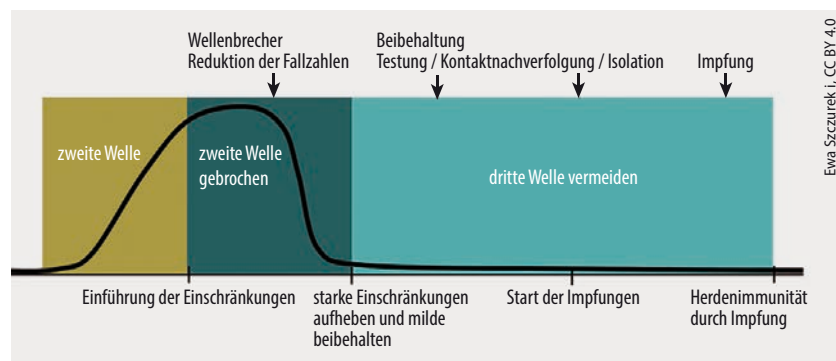 Wellenbrecher
Reduktion der Fallzahlen
Beibehaltung
Testung / Kontaktnachverfolgung / Isolation
Impfung
zweite Welle
zweite Welle
gebrochen
dritte Welle vermeiden
Einführung der Einschränkungen
starke Einschränkungen
aufheben und milde
beibehalten
Start der Impfungen
Herdenimmunität
durch Impfung
Ewa Szczurek i, CC BY 4.0